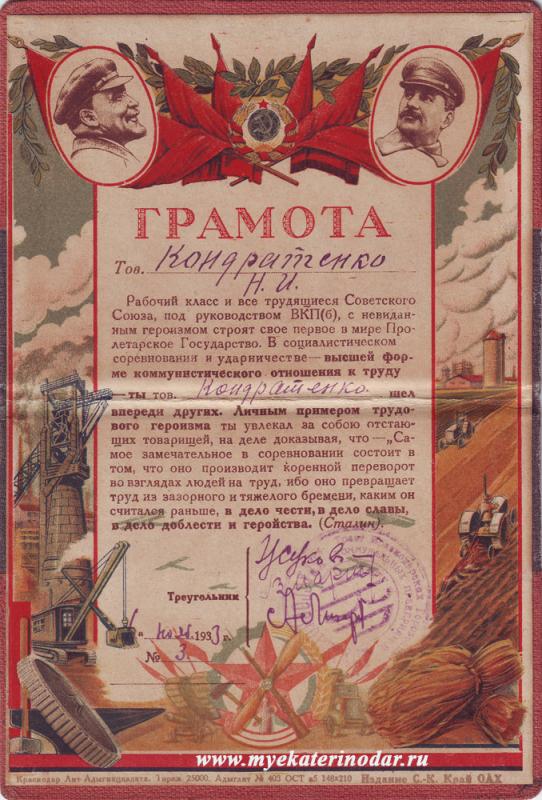 ГРАМОТА
Тов. Кондратенко
Н. И.
Рабочий класс и все трудящиеся Советского
Союза, под руководством ВКП(б), с невидан-
ным героизмом строят свое первое в мире Про-
летарское Государство. В социалистическом
соревновании и ударничестве—высшей фор-
ме коммунистического отношения к труду
—ты тов. Кондратенко шел
впереди других. Личным примером трудо-
вого героизма ты увлекал за собою отстаю-
щих товарищей, на деле доказывая, что — „Са-
мое замечательное в соревновании состоит в
том, что оно производит коренной переворот
во взглядах людей на труд, ибо оно превращает
труд из зазорного и тяжелого бремени, каким он
считался раньше, в дело чести, в дело славы,
в дело доблести и геройства. (Сталин).
Треугольник
1933 г.
№ 3
www.myekaterinodar.ru
Краснодар Лит. Адыгнациздата. Тираж 25000. Адыглит № 403 ОСТ в5 148×210 Издание С.-К. Край ОАХ